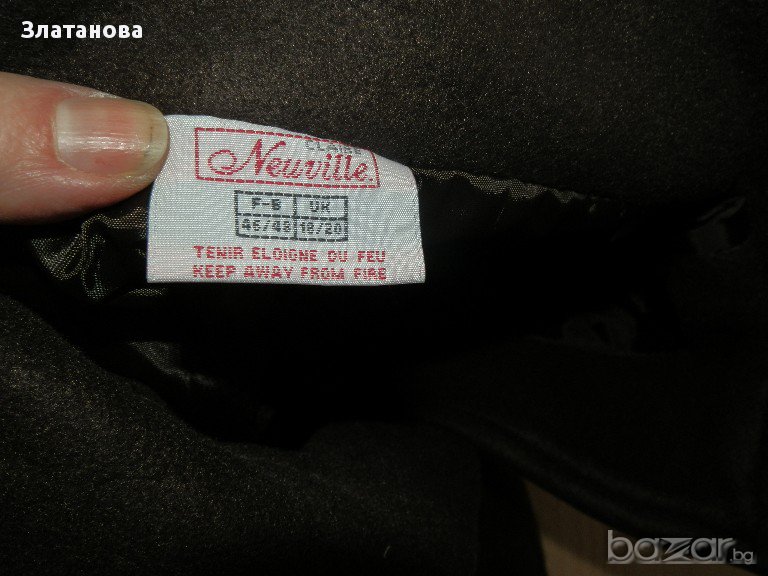 Златанова
CLAIRE
Neuville
F-B UK
46/48 18/20
TENIR ELOIGNE DU FEU
KEEP AWAY FROM FIRE
bazar.bg